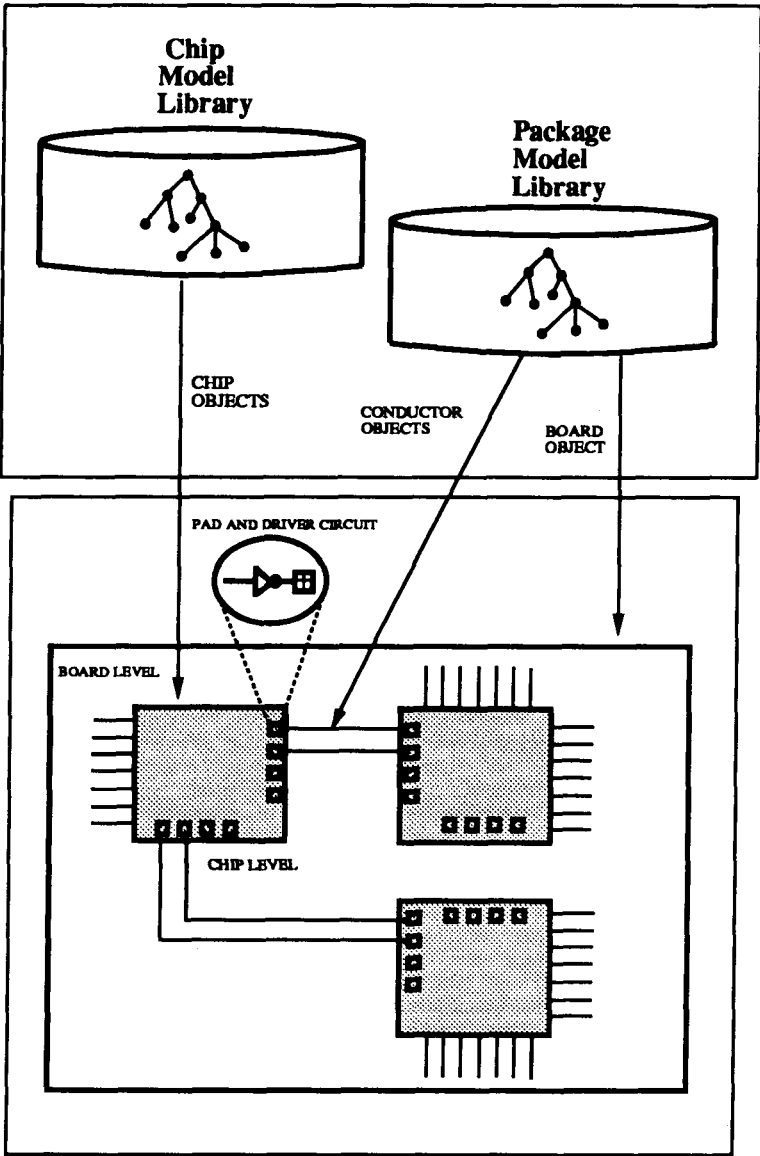 Chip
Model
Library
Package
Model
Library
CHIP
OBJECTS
CONDUCTOR
OBJECTS
BOARD
OBJECT
PAD AND DRIVER CIRCUIT
BOARD LEVEL
CHIP LEVEL